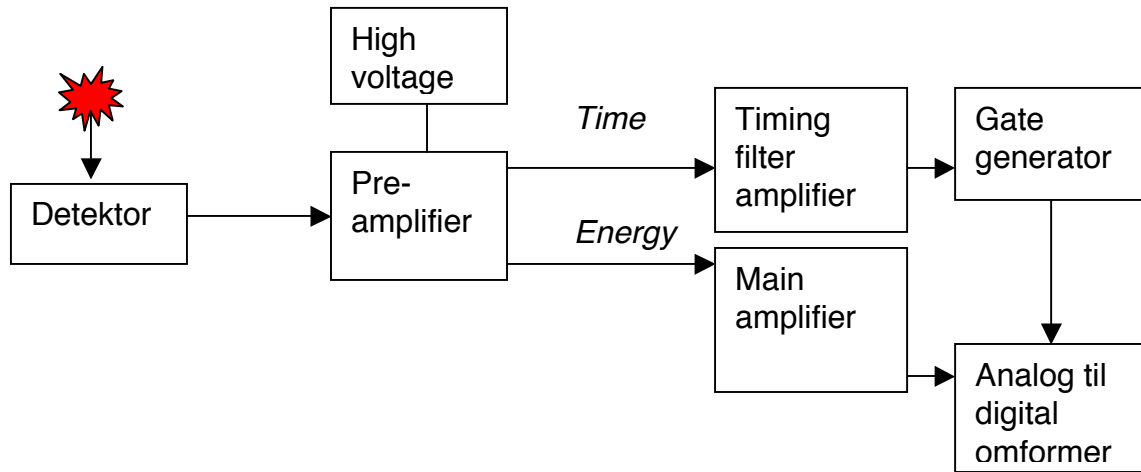 High
voltage
Time
Timing
filter
amplifier
Gate
generator
Detektor
Pre-
amplifier
Energy
Main
amplifier
Analog til
digital
omformer